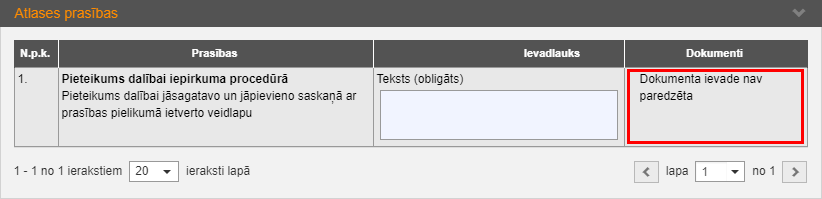 Atlases prasības
N.p.k. Prasības Ievadlauks Dokumenti
1. Pieteikums dalībai iepirkuma procedūrā
Pieteikums dalībai jāsagatavo un jāpievieno saskaņā ar
prasības pielikumā ietverto veidlapu
Teksts (obligāts)
Dokumenta ievade nav
paredzēta
1 - 1 no 1 ierakstiem 20 ieraksti lapā lapa 1 no 1